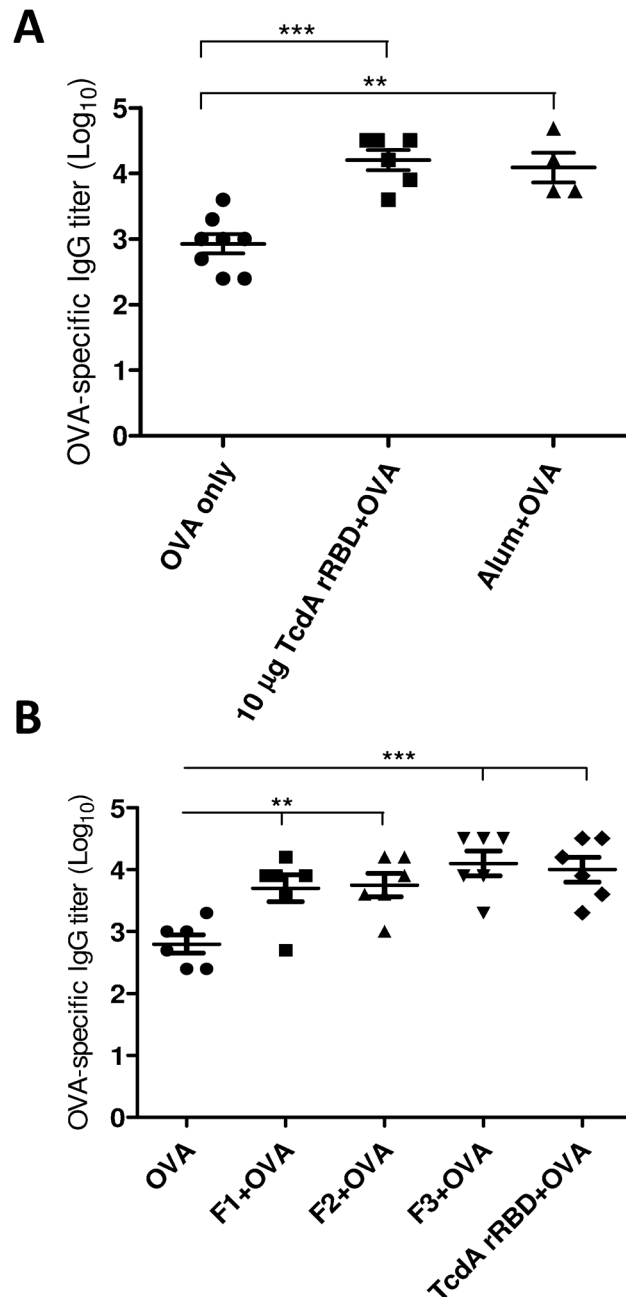 A
***
**
OVA-specific IgG titer (Log10)
5
4
3
2
1
0
OVA only
10 µg TcdA rRBD+OVA
Alum+OVA
B
***
**
OVA-specific IgG titer (Log10)
5
4
3
2
1
0
OVA
F1+OVA
F2+OVA
F3+OVA
TcdA rRBD+OVA